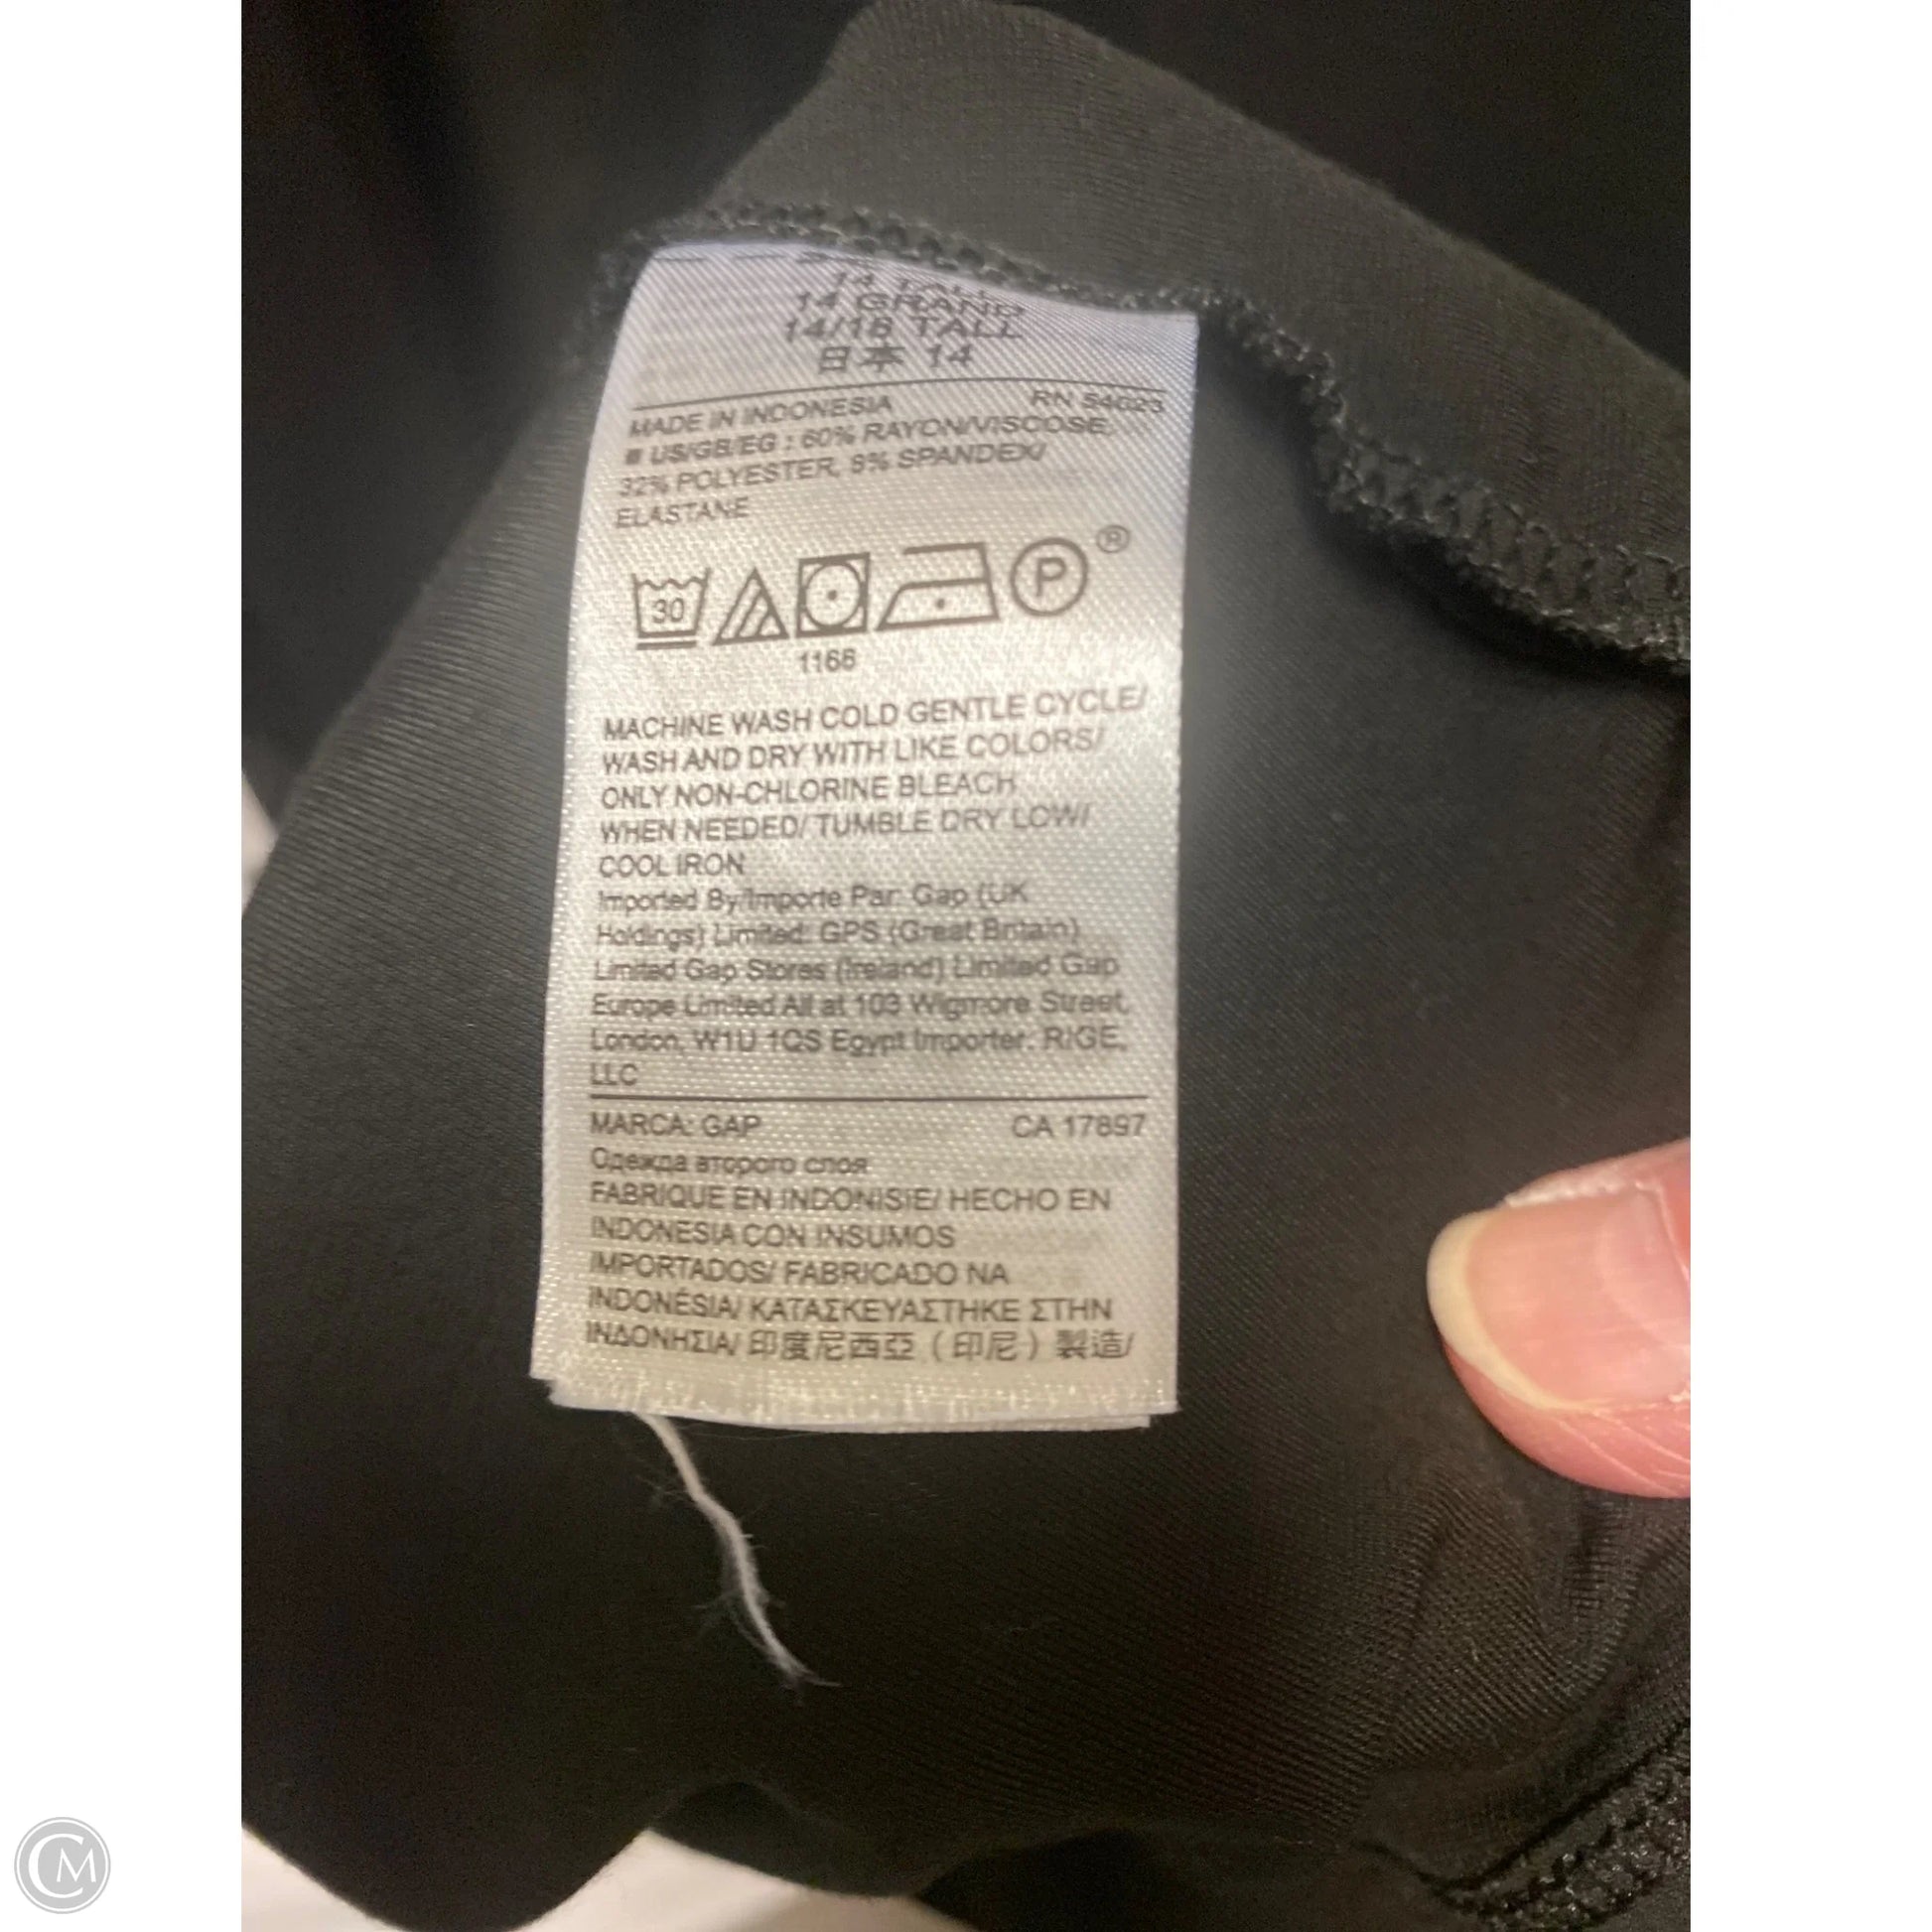 14 TALL
14 GRAND
14/18 TALL
日本 14
MADE IN INDONESIA RN 54023
■ US/GB/EG : 60% RAYON/VISCOSE,
32% POLYESTER, 8% SPANDEX/
ELASTANE
30 P ®
1166
MACHINE WASH COLD GENTLE CYCLE/
WASH AND DRY WITH LIKE COLORS/
ONLY NON-CHLORINE BLEACH
WHEN NEEDED/ TUMBLE DRY LOW/
COOL IRON
Imported By/Importe Par: Gap (UK
Holdings) Limited: GPS (Great Britain)
Limited Gap Stores (Ireland) Limited Gap
Europe Limited All at 103 Wigmore Street,
London, W1U 1QS Egypt Importer: RIGE,
LLC
MARCA: GAP CA 17897
Одежда второго слоя
FABRIQUE EN INDONISIE/ HECHO EN
INDONESIA CON INSUMOS
IMPORTADOS/ FABRICADO NA
INDONÉSIA/ ΚΑΤΑΣΚΕΥΑΣΤΗΚΕ ΣΤΗΝ
ΙΝΔΟΝΗΣΙΑ/ 印度尼西亞（印尼）製造/
CM